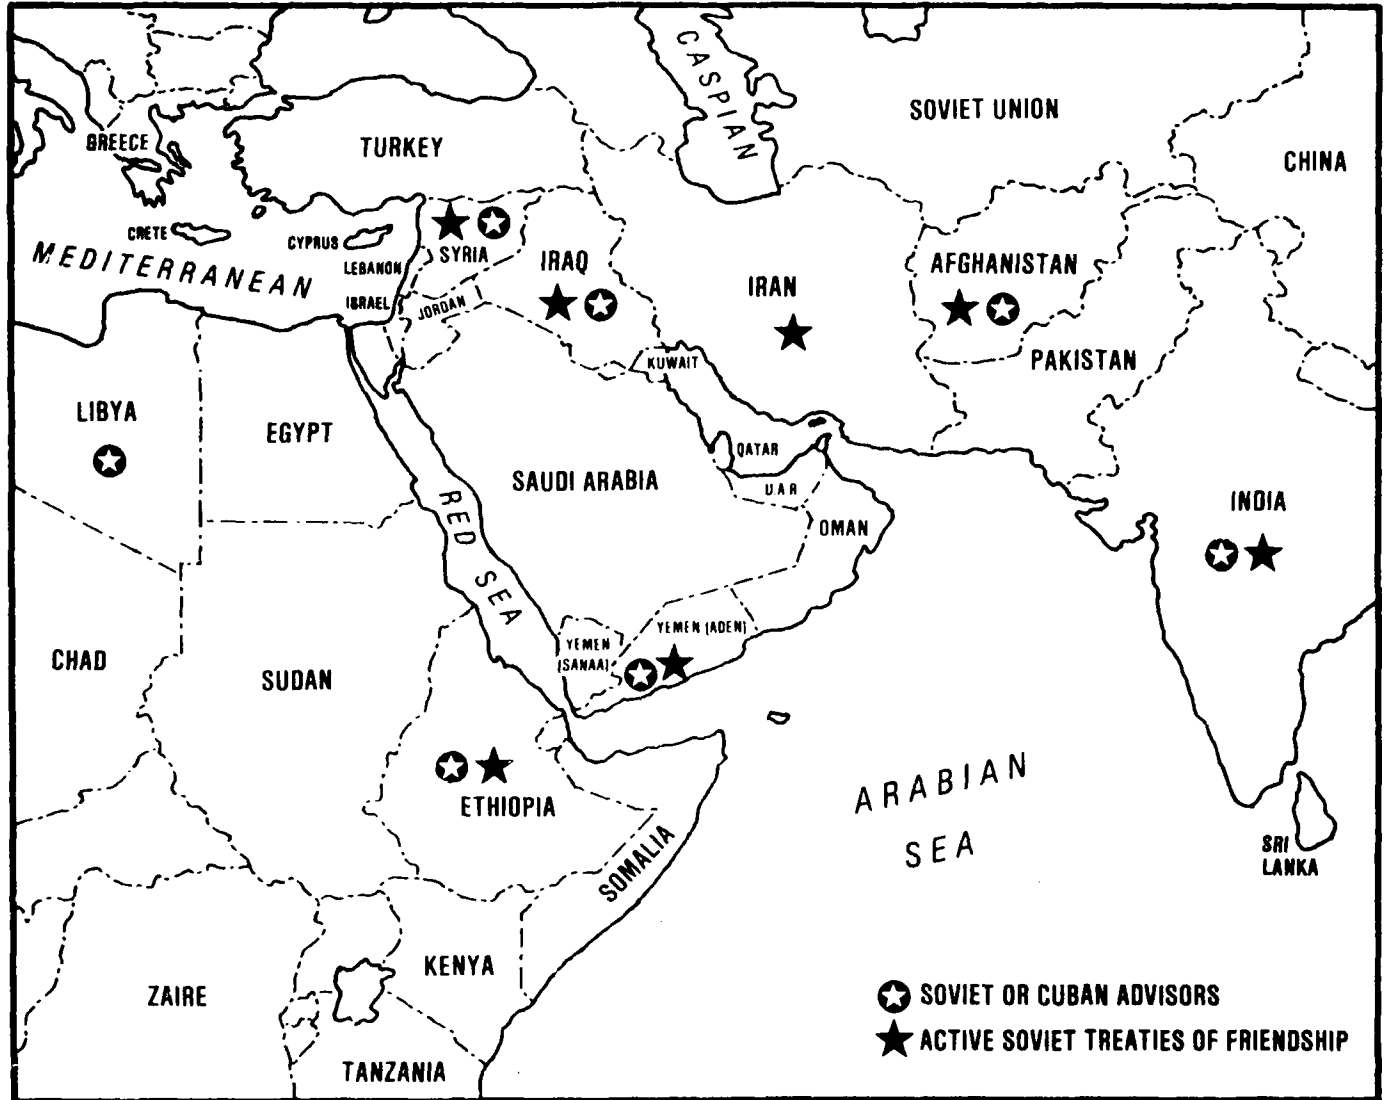 CASPIAN
SOVIET UNION
GREECE
TURKEY
CHINA
CRETE
CYPRUS
SYRIA
LEBANON
MEDITERRANEAN
IRAQ
AFGHANISTAN
IRAN
ISRAEL
JORDAN
KUWAIT
PAKISTAN
LIBYA
EGYPT
QATAR
SAUDI ARABIA
UAR
INDIA
RED SEA
OMAN
YEMEN
(SANAA)
YEMEN (ADEN)
CHAD
SUDAN
ETHIOPIA
ARABIAN
SEA
SOMALIA
SRI
LANKA
KENYA
ZAIRE
TANZANIA
SOVIET OR CUBAN ADVISORS
ACTIVE SOVIET TREATIES OF FRIENDSHIP